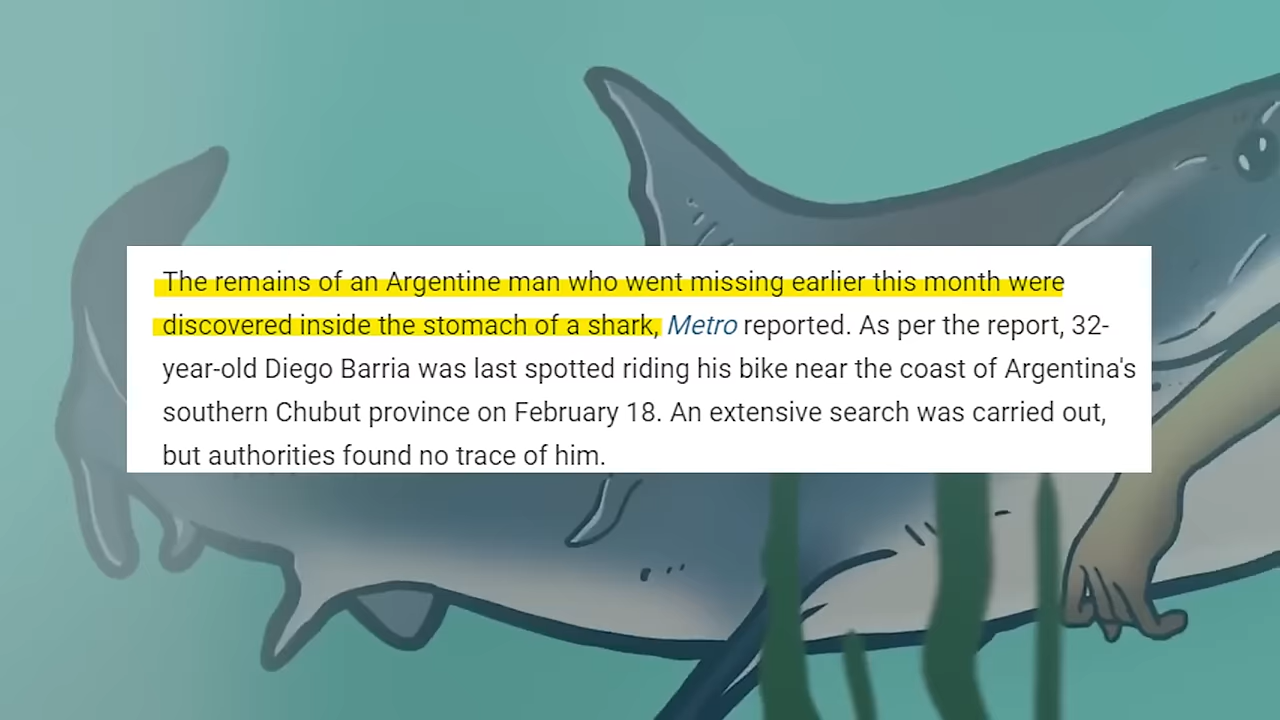 The remains of an Argentine man who went missing earlier this month were
discovered inside the stomach of a shark, Metro reported. As per the report, 32-
year-old Diego Barria was last spotted riding his bike near the coast of Argentina's
southern Chubut province on February 18. An extensive search was carried out,
but authorities found no trace of him.